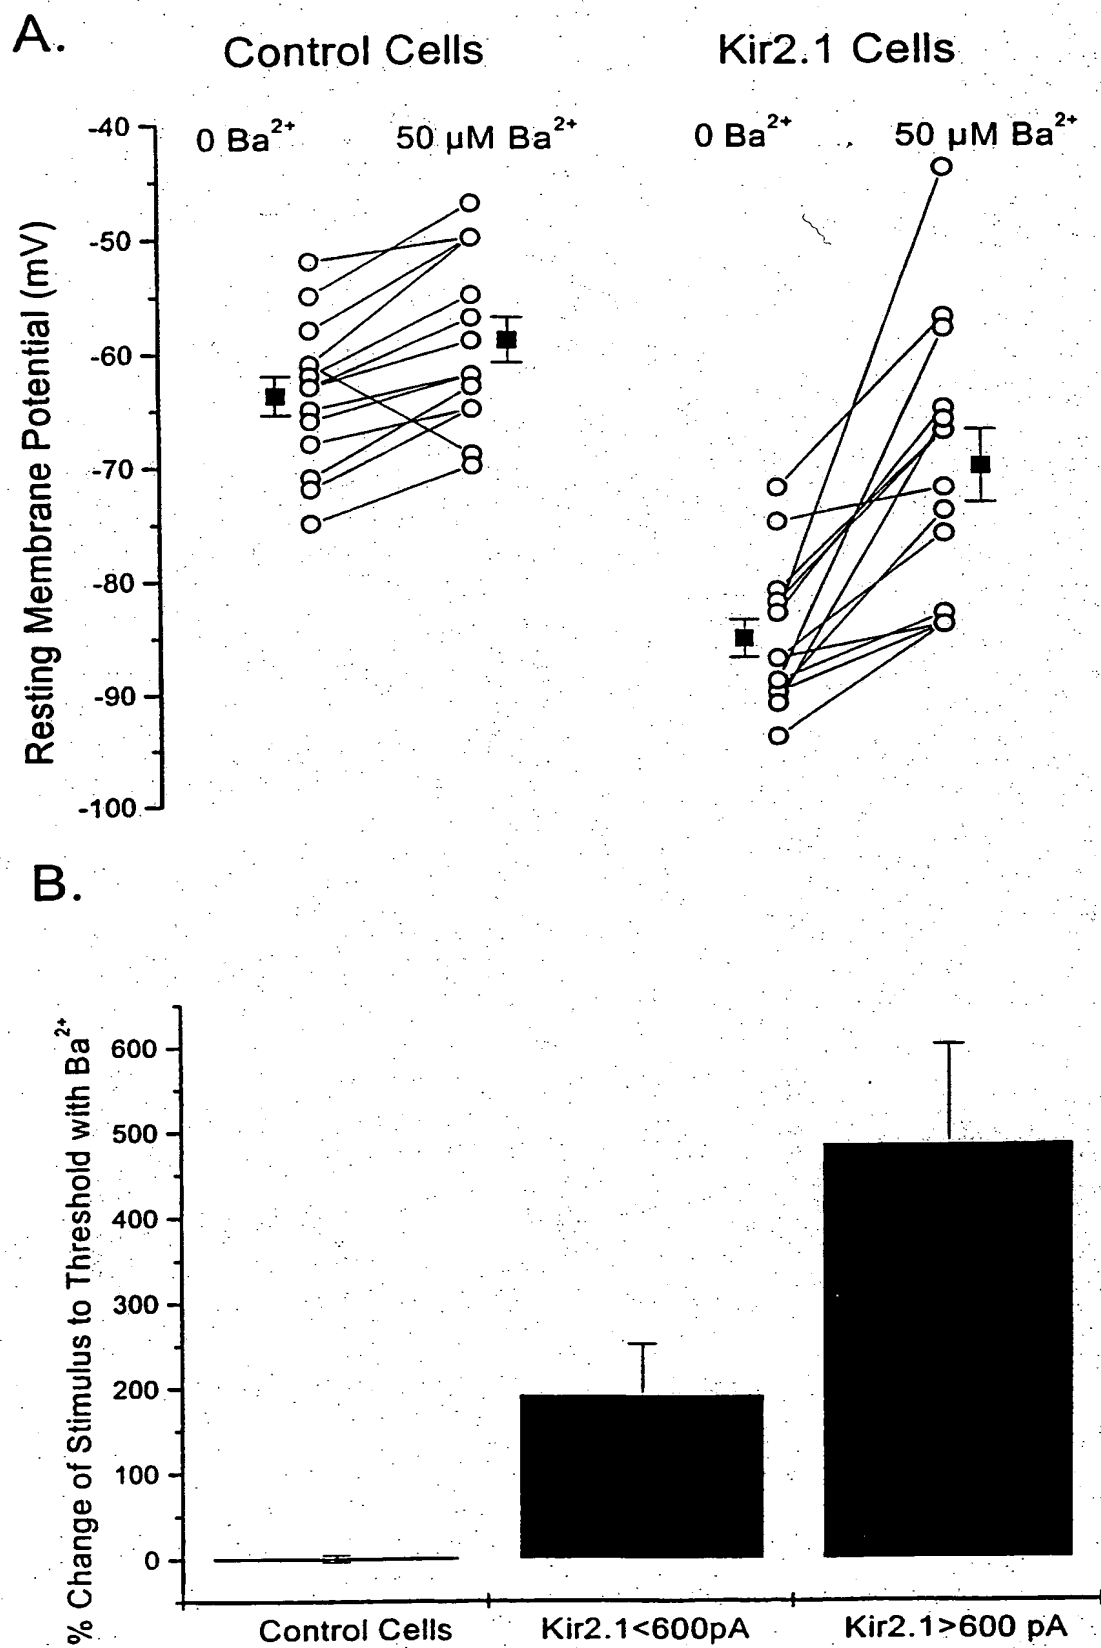 A.
Control Cells
Kir2.1 Cells
0 Ba²⁺
50 µM Ba²⁺
0 Ba²⁺
50 µM Ba²⁺
Resting Membrane Potential (mV)
-40
-50
-60
-70
-80
-90
-100
B.
% Change of Stimulus to Threshold with Ba²⁺
600
500
400
300
200
100
0
Control Cells
Kir2.1<600pA
Kir2.1>600 pA